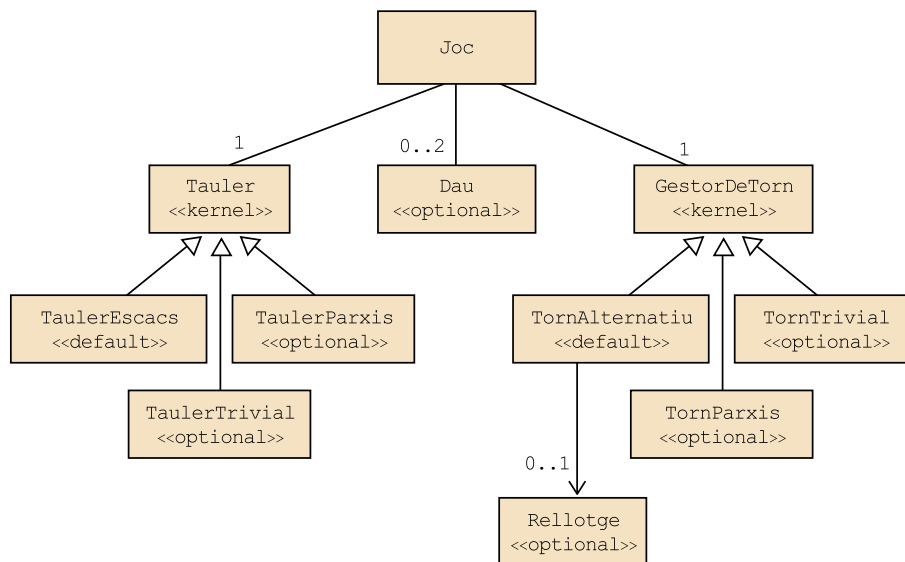 Joc
1
0..2
1
Tauler
<<kernel>>
Dau
<<optional>>
GestorDeTorn
<<kernel>>
TaulerEscacs
<<default>>
TaulerParxis
<<optional>>
TornAlternatiu
<<default>>
TornTrivial
<<optional>>
TaulerTrivial
<<optional>>
TornParxis
<<optional>>
0..1
Rellotge
<<optional>>